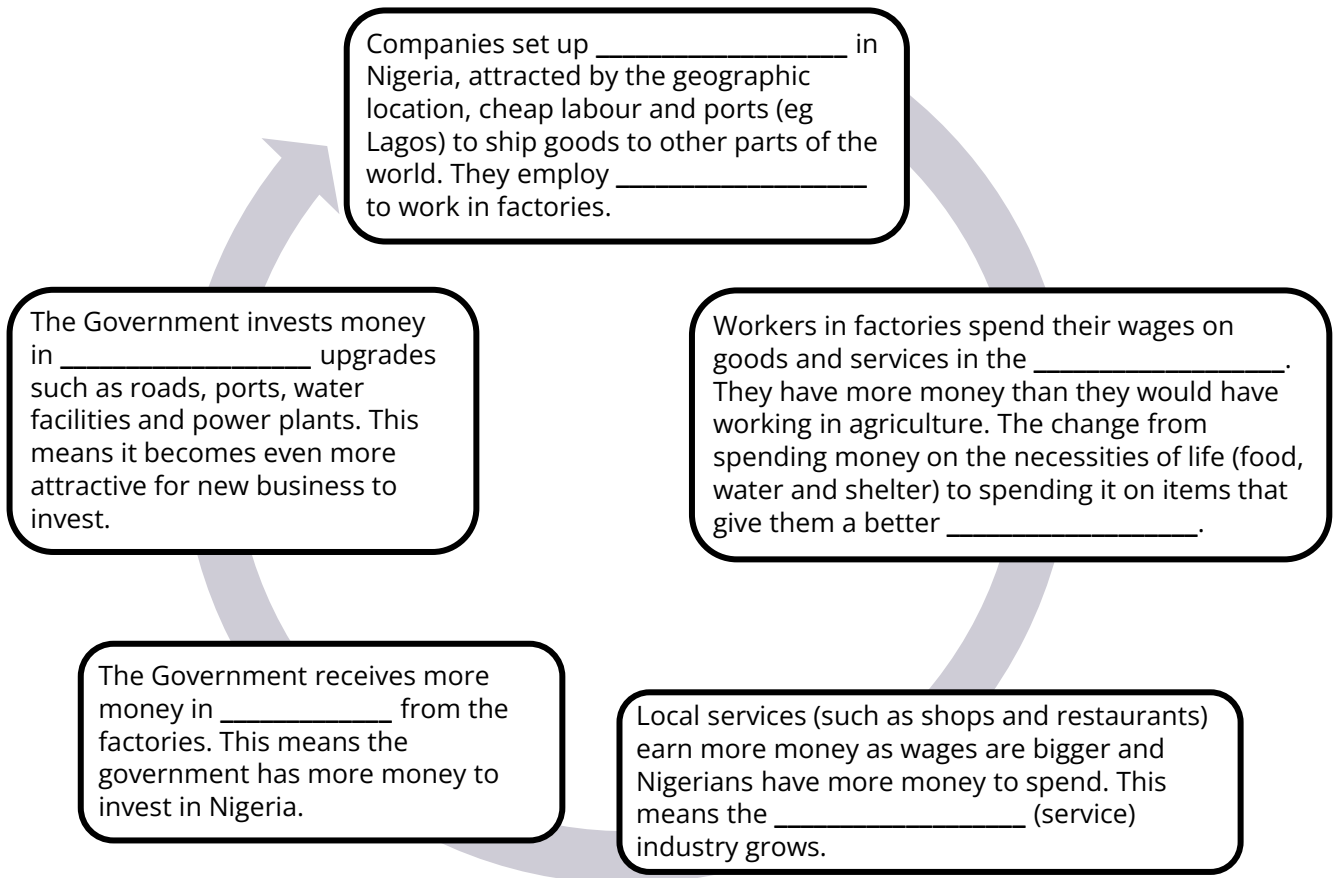 Companies set up ___________________ in
Nigeria, attracted by the geographic
location, cheap labour and ports (eg
Lagos) to ship goods to other parts of the
world. They employ ___________________
to work in factories.
Workers in factories spend their wages on
goods and services in the ___________________.
They have more money than they would have
working in agriculture. The change from
spending money on the necessities of life (food,
water and shelter) to spending it on items that
give them a better ___________________.
Local services (such as shops and restaurants)
earn more money as wages are bigger and
Nigerians have more money to spend. This
means the ___________________ (service)
industry grows.
The Government receives more
money in _____________ from the
factories. This means the
government has more money to
invest in Nigeria.
The Government invests money
in ___________________ upgrades
such as roads, ports, water
facilities and power plants. This
means it becomes even more
attractive for new business to
invest.